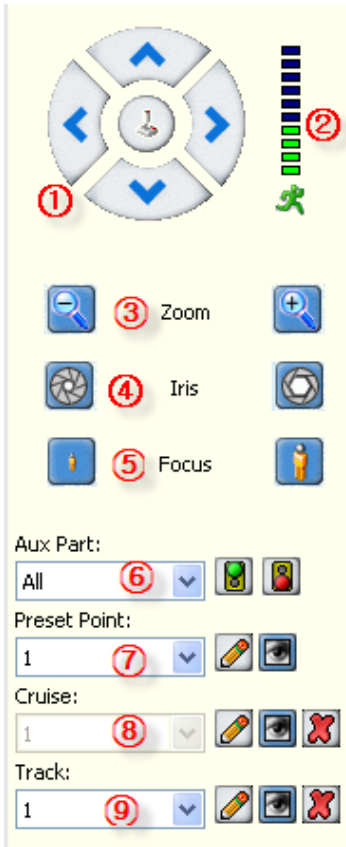 ①
②
③ Zoom
④ Iris
⑤ Focus
Aux Part:
All ⑥
Preset Point:
1 ⑦
Cruise:
1 ⑧
Track:
1 ⑨